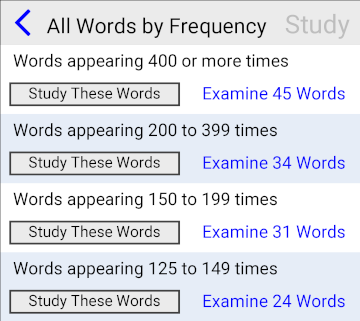 All Words by Frequency Study
Words appearing 400 or more times
Study These Words Examine 45 Words
Words appearing 200 to 399 times
Study These Words Examine 34 Words
Words appearing 150 to 199 times
Study These Words Examine 31 Words
Words appearing 125 to 149 times
Study These Words Examine 24 Words